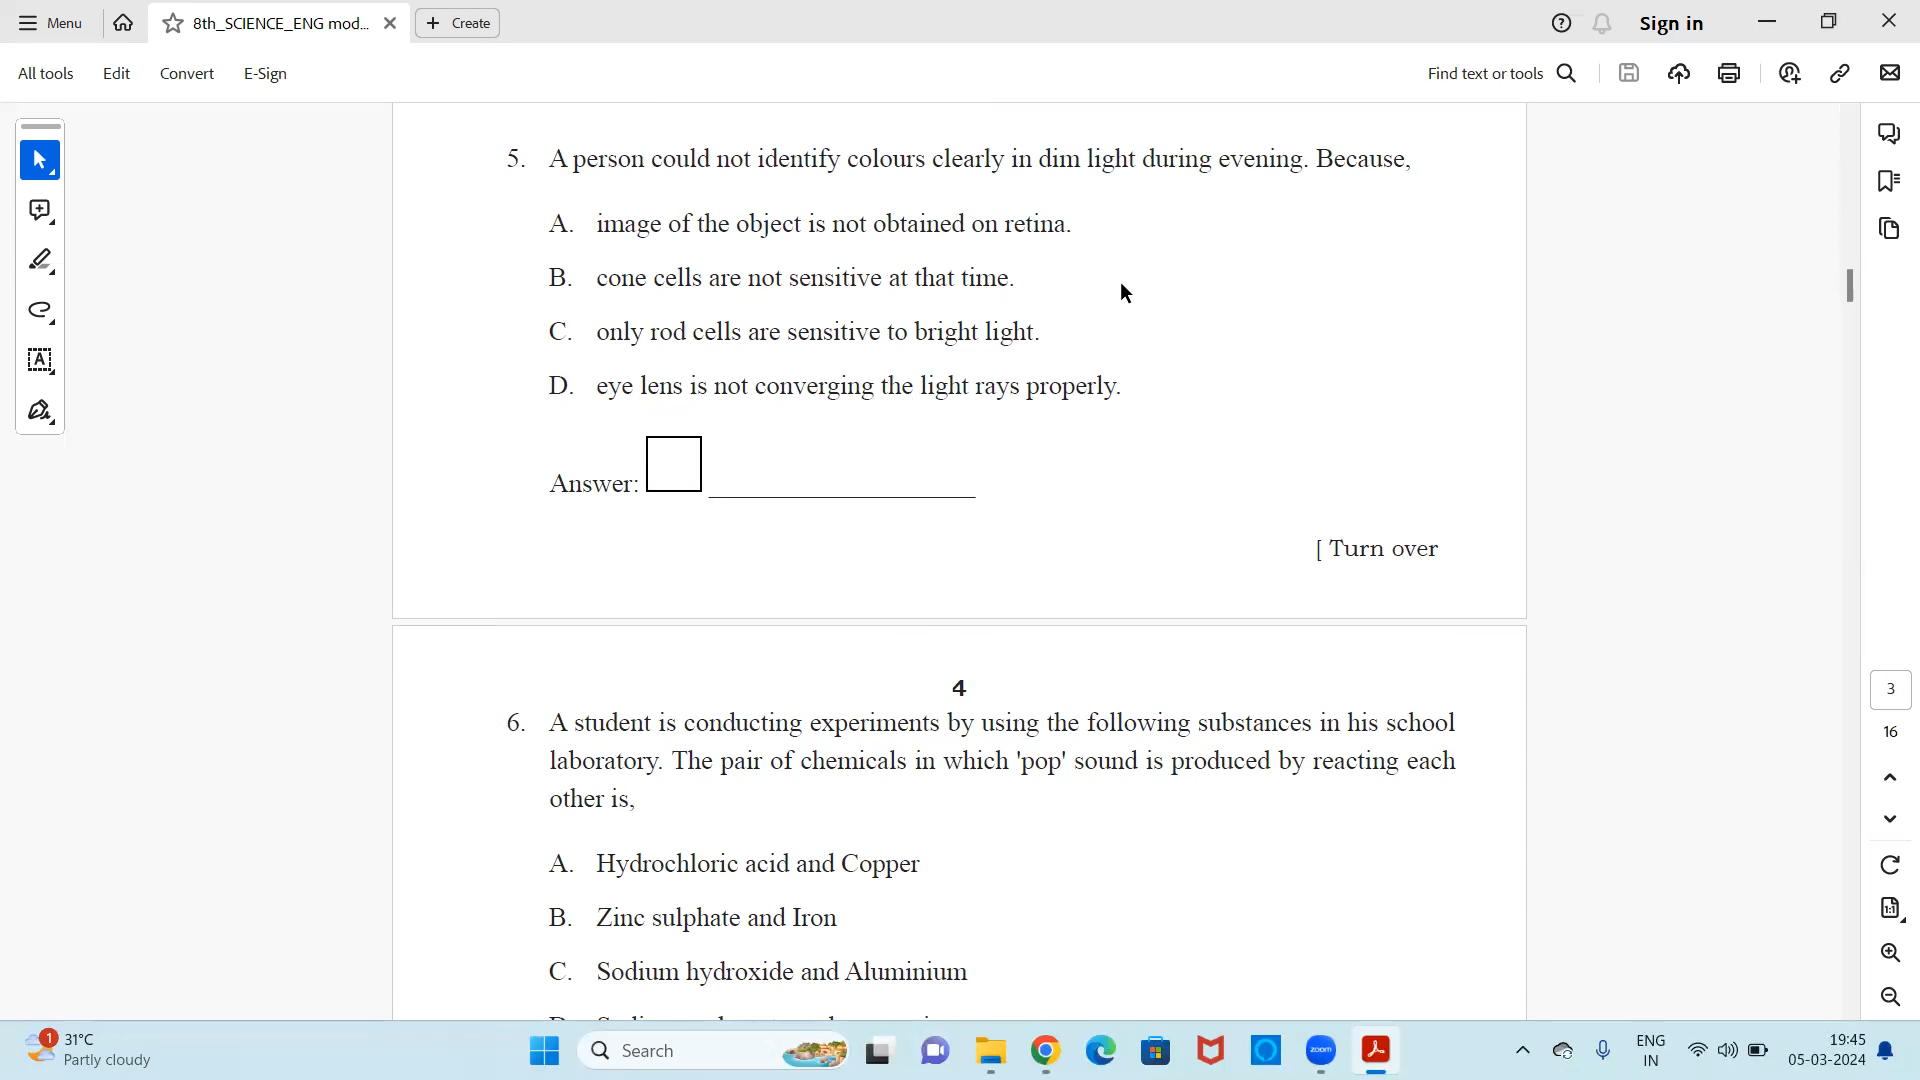 Menu
8th_SCIENCE_ENG mod...
Create
Sign in
All tools
Edit
Convert
E-Sign
Find text or tools
5. A person could not identify colours clearly in dim light during evening. Because,
A. image of the object is not obtained on retina.
B. cone cells are not sensitive at that time.
C. only rod cells are sensitive to bright light.
D. eye lens is not converging the light rays properly.
Answer:
[ Turn over
4
6. A student is conducting experiments by using the following substances in his school
laboratory. The pair of chemicals in which 'pop' sound is produced by reacting each
other is,
A. Hydrochloric acid and Copper
B. Zinc sulphate and Iron
C. Sodium hydroxide and Aluminium
3
16
1:1
1
31°C
Partly cloudy
Search
zoom
ENG
IN
19:45
05-03-2024